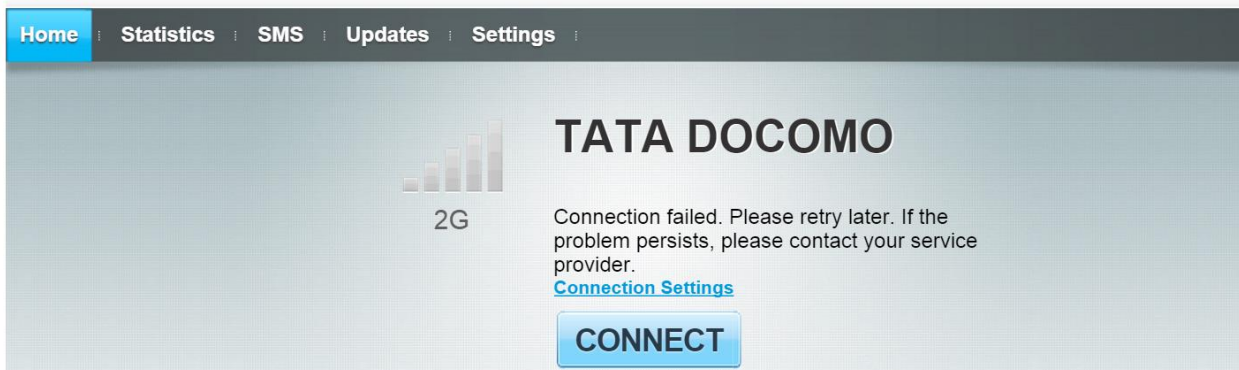 Home Statistics SMS Updates Settings
TATA DOCOMO
2G
Connection failed. Please retry later. If the
problem persists, please contact your service
provider.
Connection Settings
CONNECT